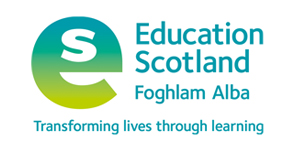 Education
Scotland
Foghlam Alba
Transforming lives through learning